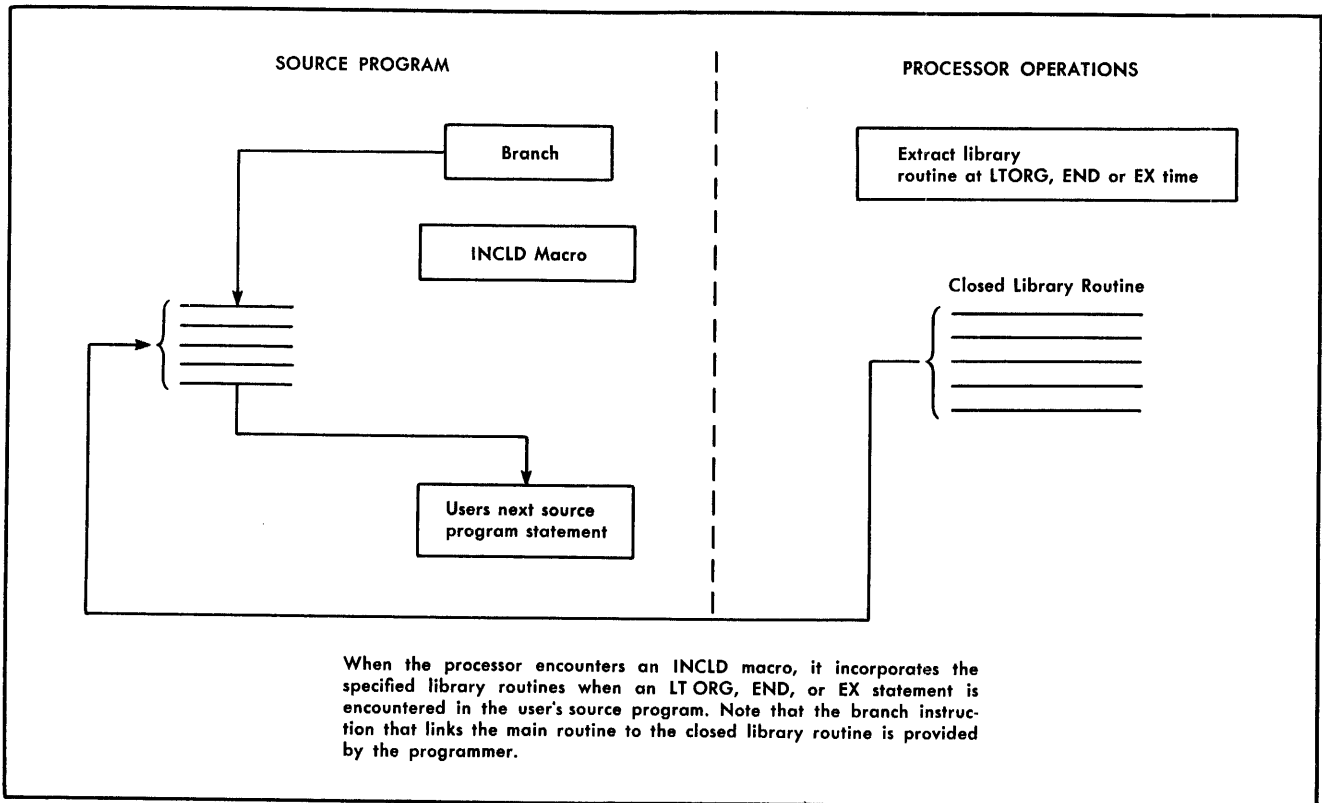 SOURCE PROGRAM
PROCESSOR OPERATIONS
Branch
INCLD Macro
Users next source
program statement
Extract library
routine at LTORG, END or EX time
Closed Library Routine
When the processor encounters an INCLD macro, it incorporates the
specified library routines when an LT ORG, END, or EX statement is
encountered in the user's source program. Note that the branch instruc-
tion that links the main routine to the closed library routine is provided
by the programmer.